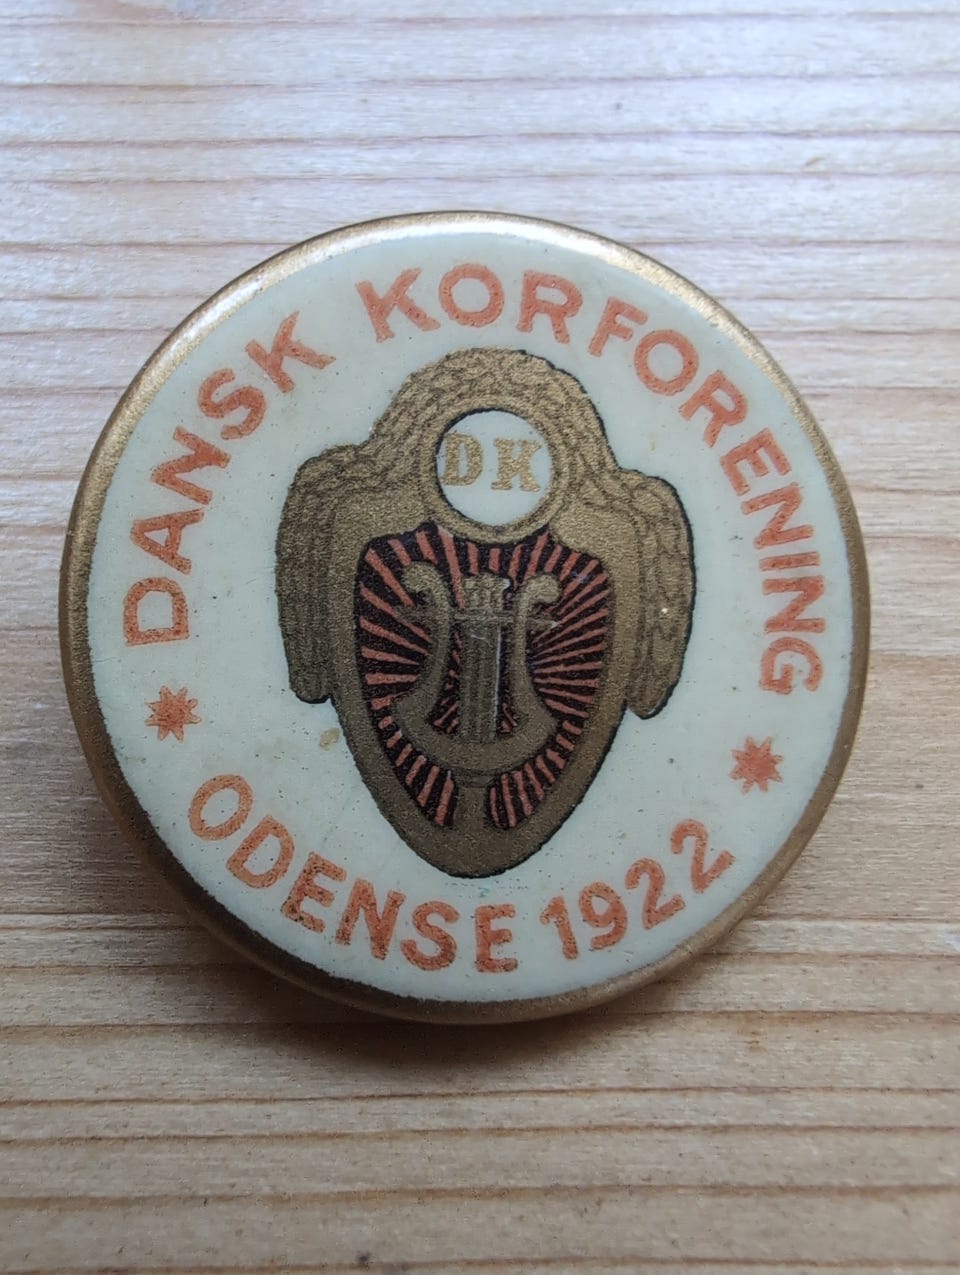 DANSK KORFORENING
DK
ODENSE 1922